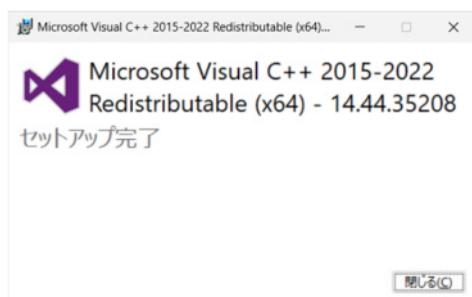 Microsoft Visual C++ 2015-2022 Redistributable (x64)...
Microsoft Visual C++ 2015-2022
Redistributable (x64) - 14.44.35208
セットアップ完了
閉じる(C)